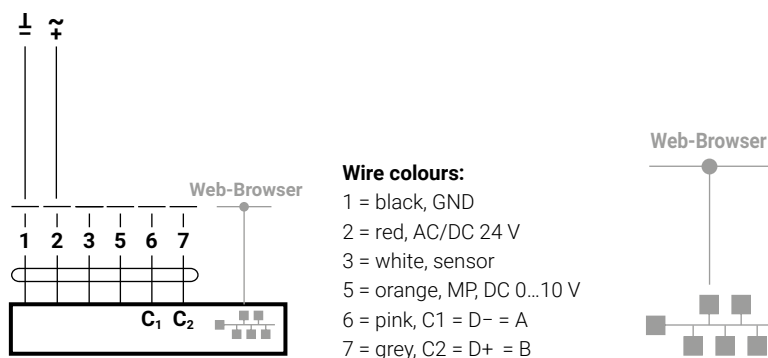 ⊥ ~
– +
Web-Browser
1 2 3 5 6 7
C₁ C₂
Wire colours:
1 = black, GND
2 = red, AC/DC 24 V
3 = white, sensor
5 = orange, MP, DC 0…10 V
6 = pink, C1 = D− = A
7 = grey, C2 = D+ = B
Web-Browser